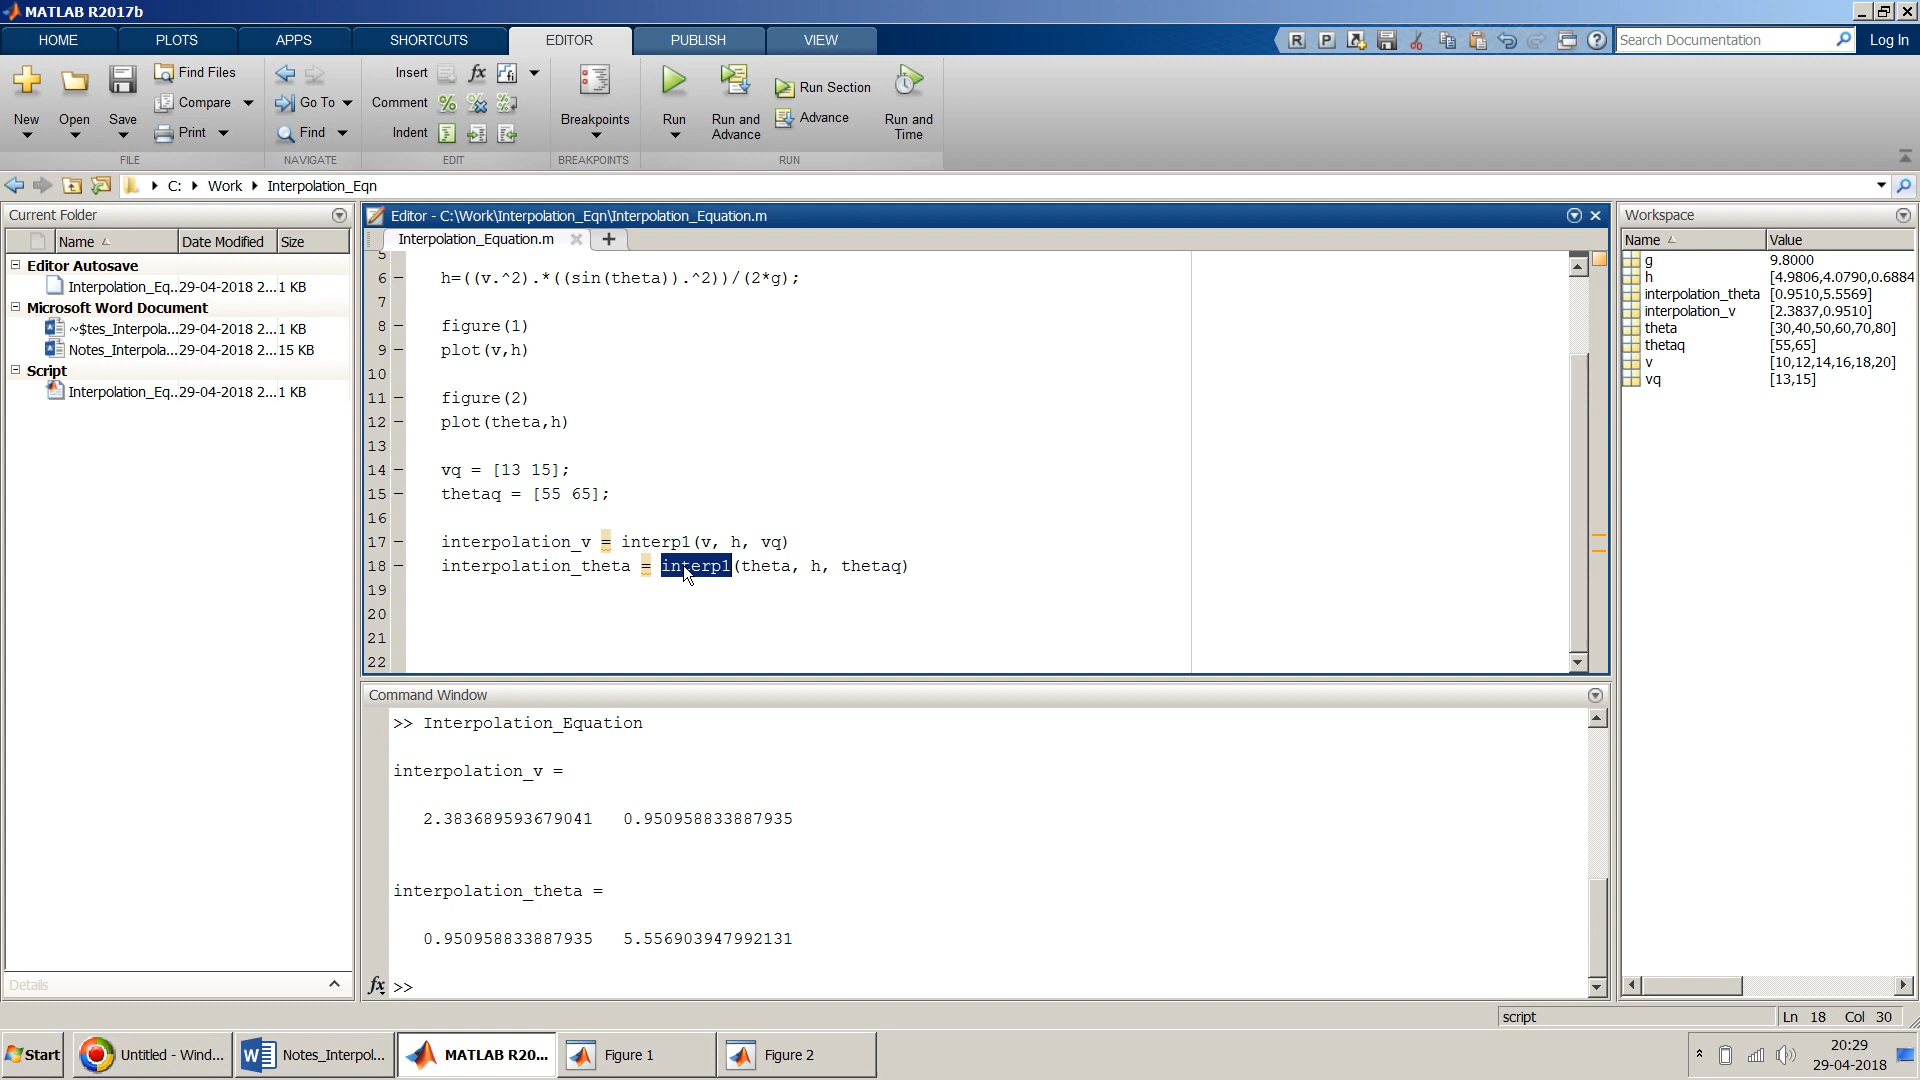 MATLAB R2017b
HOME PLOTS APPS SHORTCUTS EDITOR PUBLISH VIEW
Search Documentation
Log In
New
Open
Save
Find Files
Compare
Print
Go To
Find
Insert
Comment
Indent
Breakpoints
Run
Run and
Advance
Run Section
Advance
Run and
Time
FILE NAVIGATE EDIT BREAKPOINTS RUN
C: Work Interpolation_Eqn
Current Folder
Name Date Modified Size
Editor Autosave
Interpolation_Eq... 29-04-2018 2... 1 KB
Microsoft Word Document
~$tes_Interpola... 29-04-2018 2... 1 KB
Notes_Interpola... 29-04-2018 2... 15 KB
Script
Interpolation_Eq... 29-04-2018 2... 1 KB
Details
Editor - C:\Work\Interpolation_Eqn\Interpolation_Equation.m
Interpolation_Equation.m
5
6 h=((v.^2).*((sin(theta)).^2))/(2*g);
7
8 figure(1)
9 plot(v,h)
10
11 figure(2)
12 plot(theta,h)
13
14 vq = [13 15];
15 thetaq = [55 65];
16
17 interpolation_v = interp1(v, h, vq)
18 interpolation_theta = interp1(theta, h, thetaq)
19
20
21
22
Command Window
>> Interpolation_Equation
interpolation_v =
2.383689593679041 0.950958833887935
interpolation_theta =
0.950958833887935 5.556903947992131
fx >>
Workspace
Name Value
g 9.8000
h [4.9806,4.0790,0.6884
interpolation_theta [0.9510,5.5569]
interpolation_v [2.3837,0.9510]
theta [30,40,50,60,70,80]
thetaq [55,65]
v [10,12,14,16,18,20]
vq [13,15]
script
Ln 18 Col 30
Start
Untitled - Wind...
Notes_Interpol...
MATLAB R20...
Figure 1
Figure 2
20:29
29-04-2018